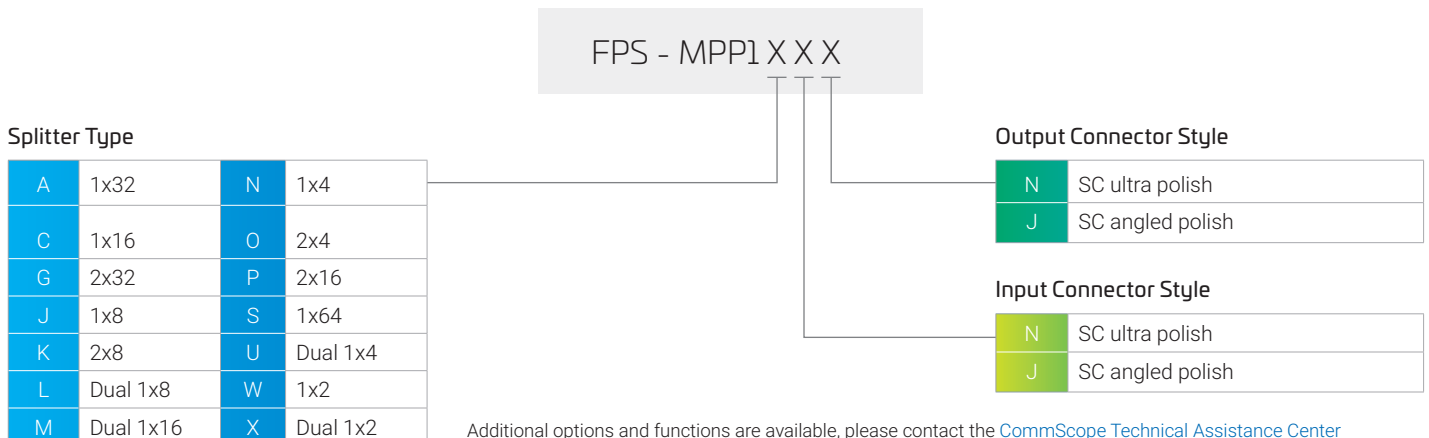 FPS - MPP1 X X X
Splitter Type
A 1x32 N 1x4
C 1x16 O 2x4
G 2x32 P 2x16
J 1x8 S 1x64
K 2x8 U Dual 1x4
L Dual 1x8 W 1x2
M Dual 1x16 X Dual 1x2
Output Connector Style
N SC ultra polish
J SC angled polish
Input Connector Style
N SC ultra polish
J SC angled polish
Additional options and functions are available, please contact the CommScope Technical Assistance Center